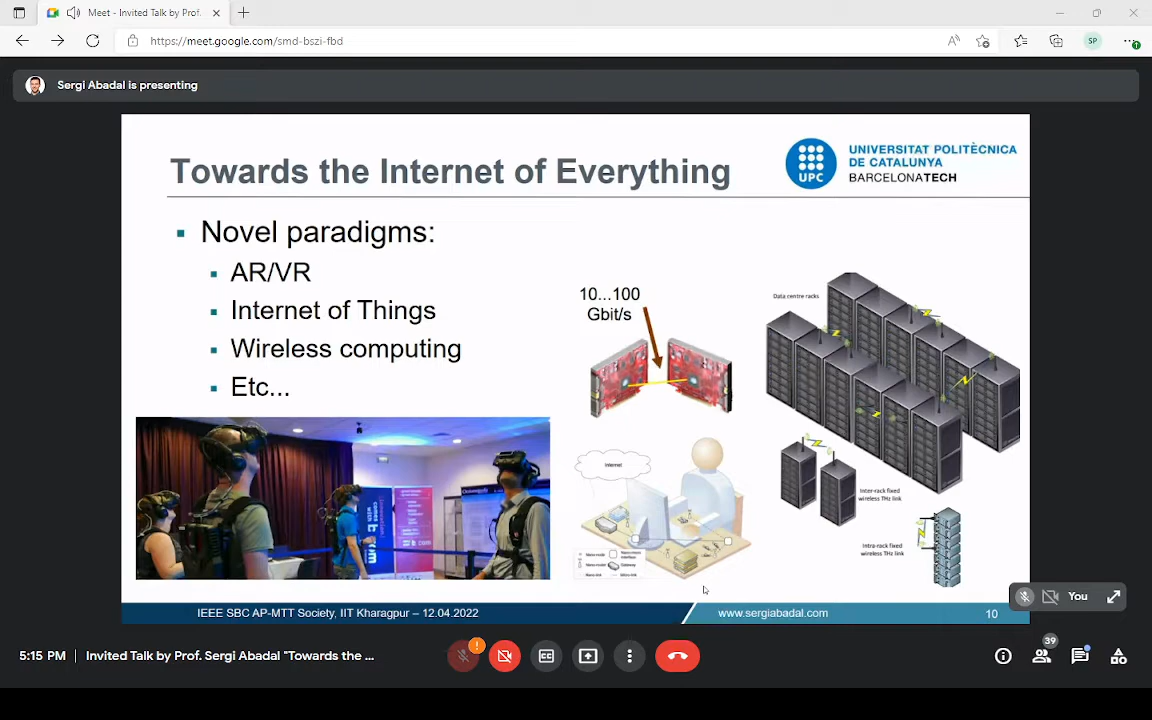 Meet - Invited Talk by Prof.
https://meet.google.com/smd-bszi-fbd
SP
Sergi Abadal is presenting
Towards the Internet of Everything
UPC
UNIVERSITAT POLITÈCNICA
DE CATALUNYA
BARCELONATECH
Novel paradigms:
AR/VR
Internet of Things
Wireless computing
Etc...
10...100
Gbit/s
Data centre racks
Internet
Inter-rack fixed
wireless THz link
Intra-rack fixed
wireless THz link
Gateway
IEEE SBC AP-MTT Society, IIT Kharagpur – 12.04.2022
www.sergiabadal.com
10
You
5:15 PM
Invited Talk by Prof. Sergi Abadal "Towards the ...
39